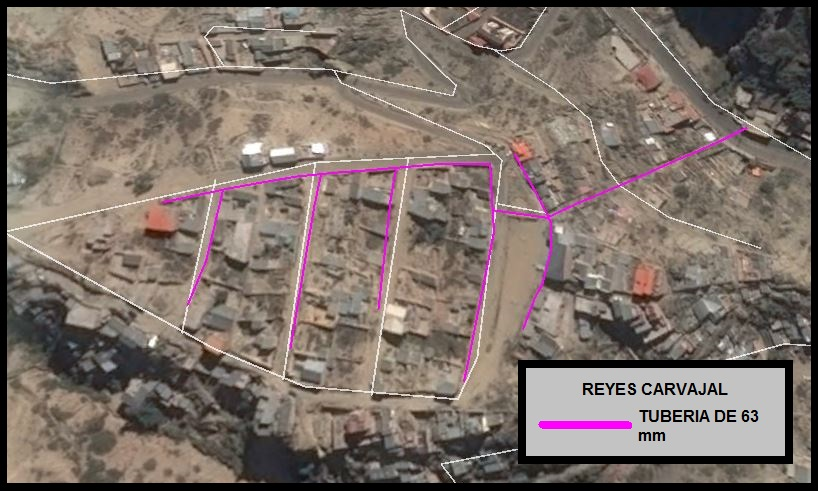 REYES CARVAJAL
TUBERIA DE 63
mm